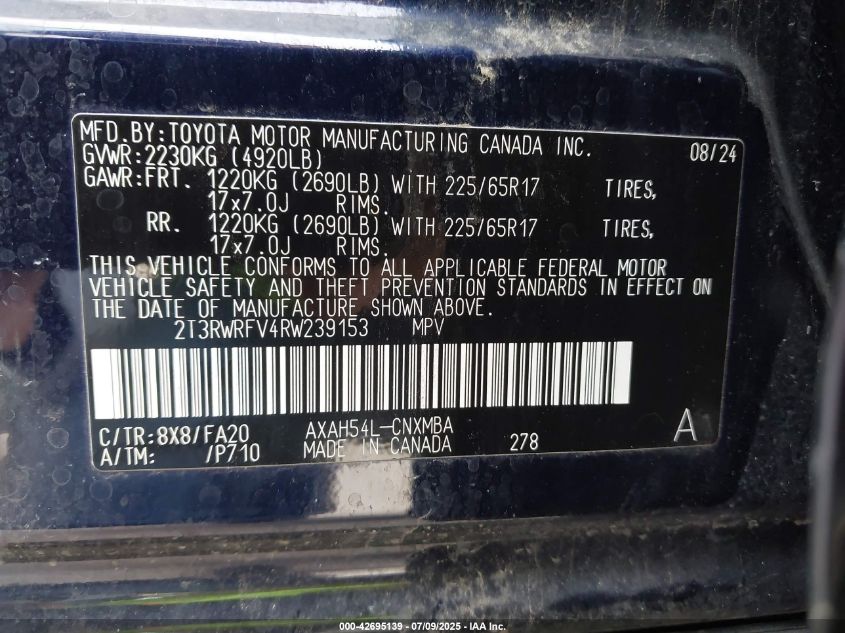 MFD.BY:TOYOTA MOTOR MANUFACTURING CANADA INC. 08/24
GVWR:2230KG (4920LB)
GAWR:FRT. 1220KG (2690LB) WITH 225/65R17 TIRES,
17x7.0J RIMS.
RR. 1220KG (2690LB) WITH 225/65R17 TIRES,
17x7.0J RIMS.
THIS VEHICLE CONFORMS TO ALL APPLICABLE FEDERAL MOTOR
VEHICLE SAFETY AND THEFT PREVENTION STANDARDS IN EFFECT ON
THE DATE OF MANUFACTURE SHOWN ABOVE.
2T3RWRFV4RW239153 MPV
C/TR:8X8/FA20 AXAH54L-CNXMBA A
A/TM: /P710 MADE IN CANADA 278
000-42695139 - 07/09/2025 - IAA Inc.